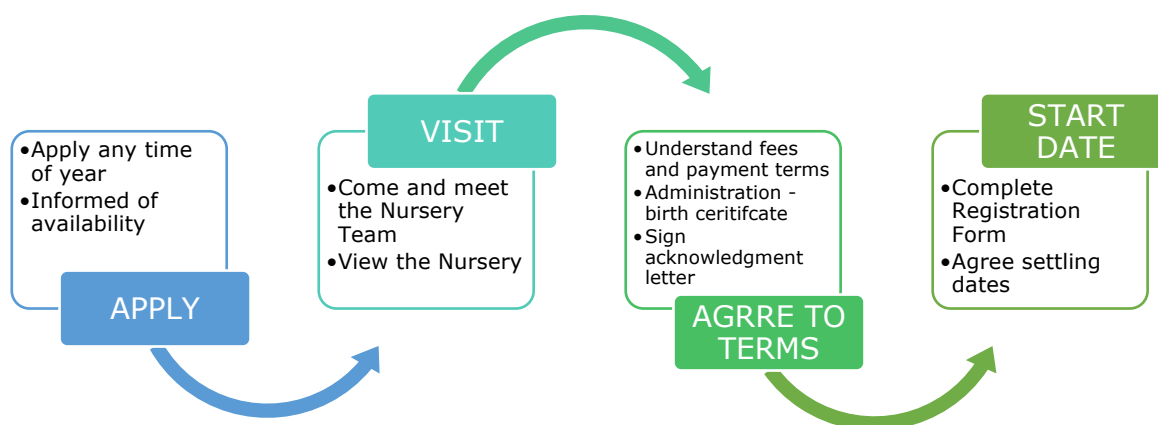 •Apply any time
of year
•Informed of
availability
APPLY
VISIT
•Come and meet
the Nursery
Team
•View the Nursery
•Understand fees
and payment terms
•Administration -
birth ceritifcate
•Sign
acknowledgment
letter
AGRRE TO
TERMS
START
DATE
•Complete
Registration
Form
•Agree settling
dates